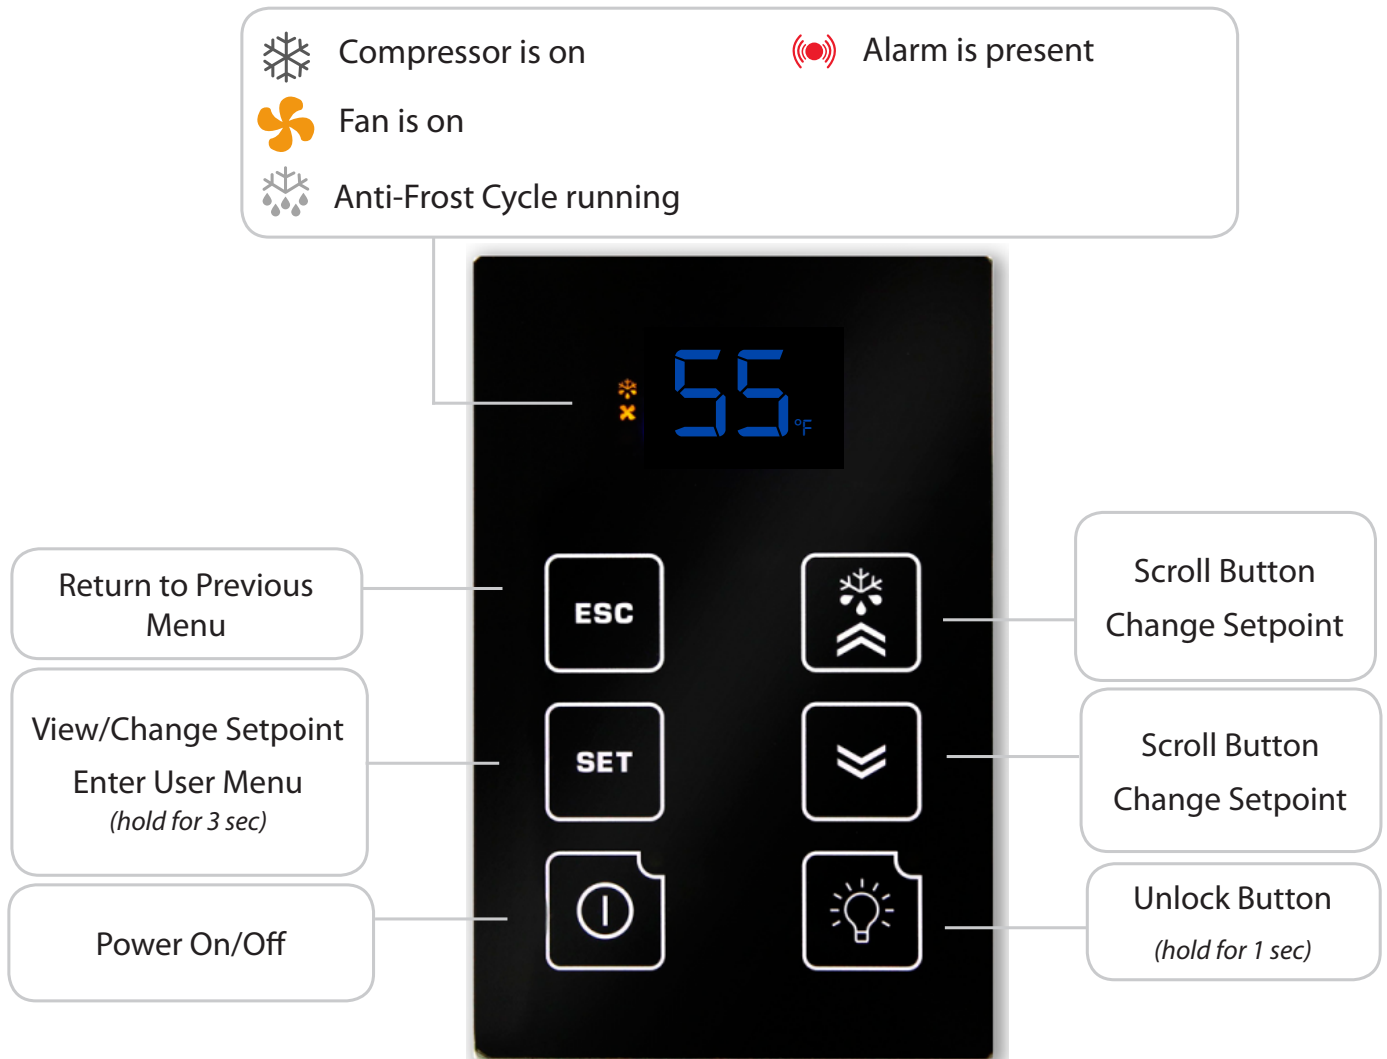 Compressor is on
Alarm is present
Fan is on
Anti-Frost Cycle running
55 °F
Return to Previous
Menu
ESC
Scroll Button
Change Setpoint
View/Change Setpoint
Enter User Menu
(hold for 3 sec)
SET
Scroll Button
Change Setpoint
Power On/Off
Unlock Button
(hold for 1 sec)